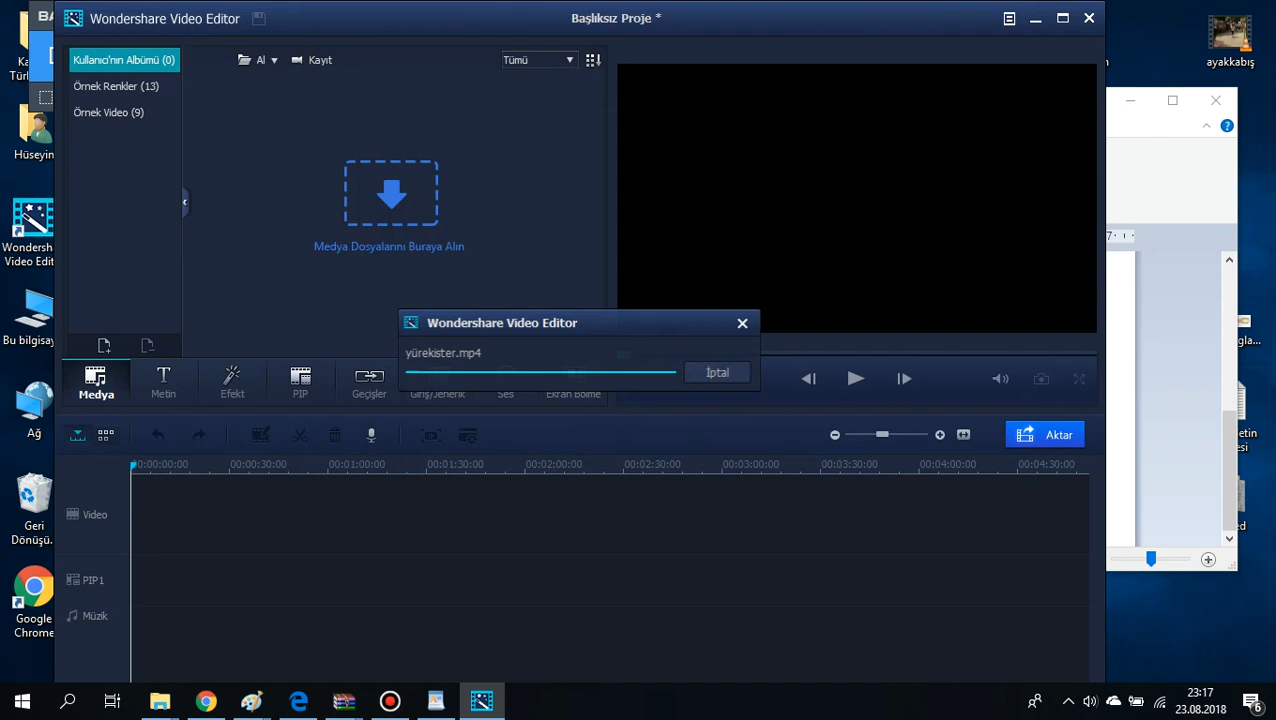 Wondershare Video Editor
Başlıksız Proje *
Kullanıcı'nın Albümü (0)
Örnek Renkler (13)
Örnek Video (9)
Al
Kayıt
Tümü
Medya Dosyalarını Buraya Alın
Wondershare Video Editor
yürekister.mp4
İptal
Medya
Metin
Efekt
PIP
Geçişler
Giriş/Jenerik
Ses
Ekran Bölme
Aktar
00:00:00:00
00:00:30:00
00:01:00:00
00:01:30:00
00:02:00:00
00:02:30:00
00:03:00:00
00:03:30:00
00:04:00:00
00:04:30:00
Video
PIP1
Müzik
Hüseyin
Wondershare
Video Edit
Bu bilgisay
Ağ
Geri
Dönüşü...
Google
Chrome
ayakkabış
7
23:17
23.08.2018
6